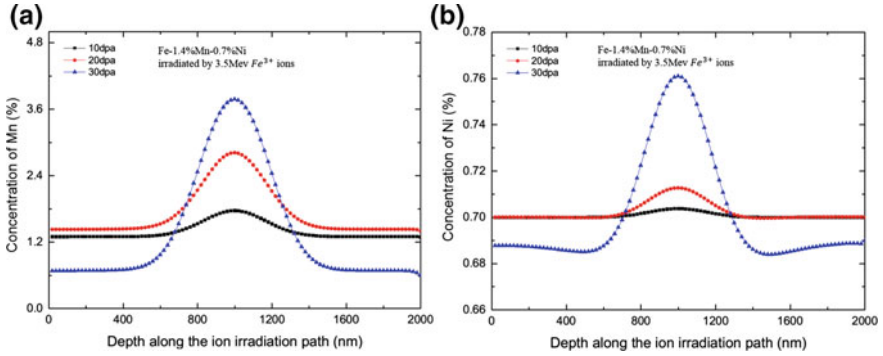 (a)
4.8
3.6
2.4
1.2
0.0
Concentration of Mn (%)
10dpa
20dpa
30dpa
Fe-1.4%Mn-0.7%Ni
irradiated by 3.5Mev Fe³⁺ ions
0 400 800 1200 1600 2000
Depth along the ion irradiation path (nm)
(b)
0.78
0.76
0.74
0.72
0.70
0.68
0.66
Concentration of Ni (%)
10dpa
20dpa
30dpa
Fe-1.4%Mn-0.7%Ni
irradiated by 3.5Mev Fe³⁺ ions
0 400 800 1200 1600 2000
Depth along the ion irradiation path (nm)